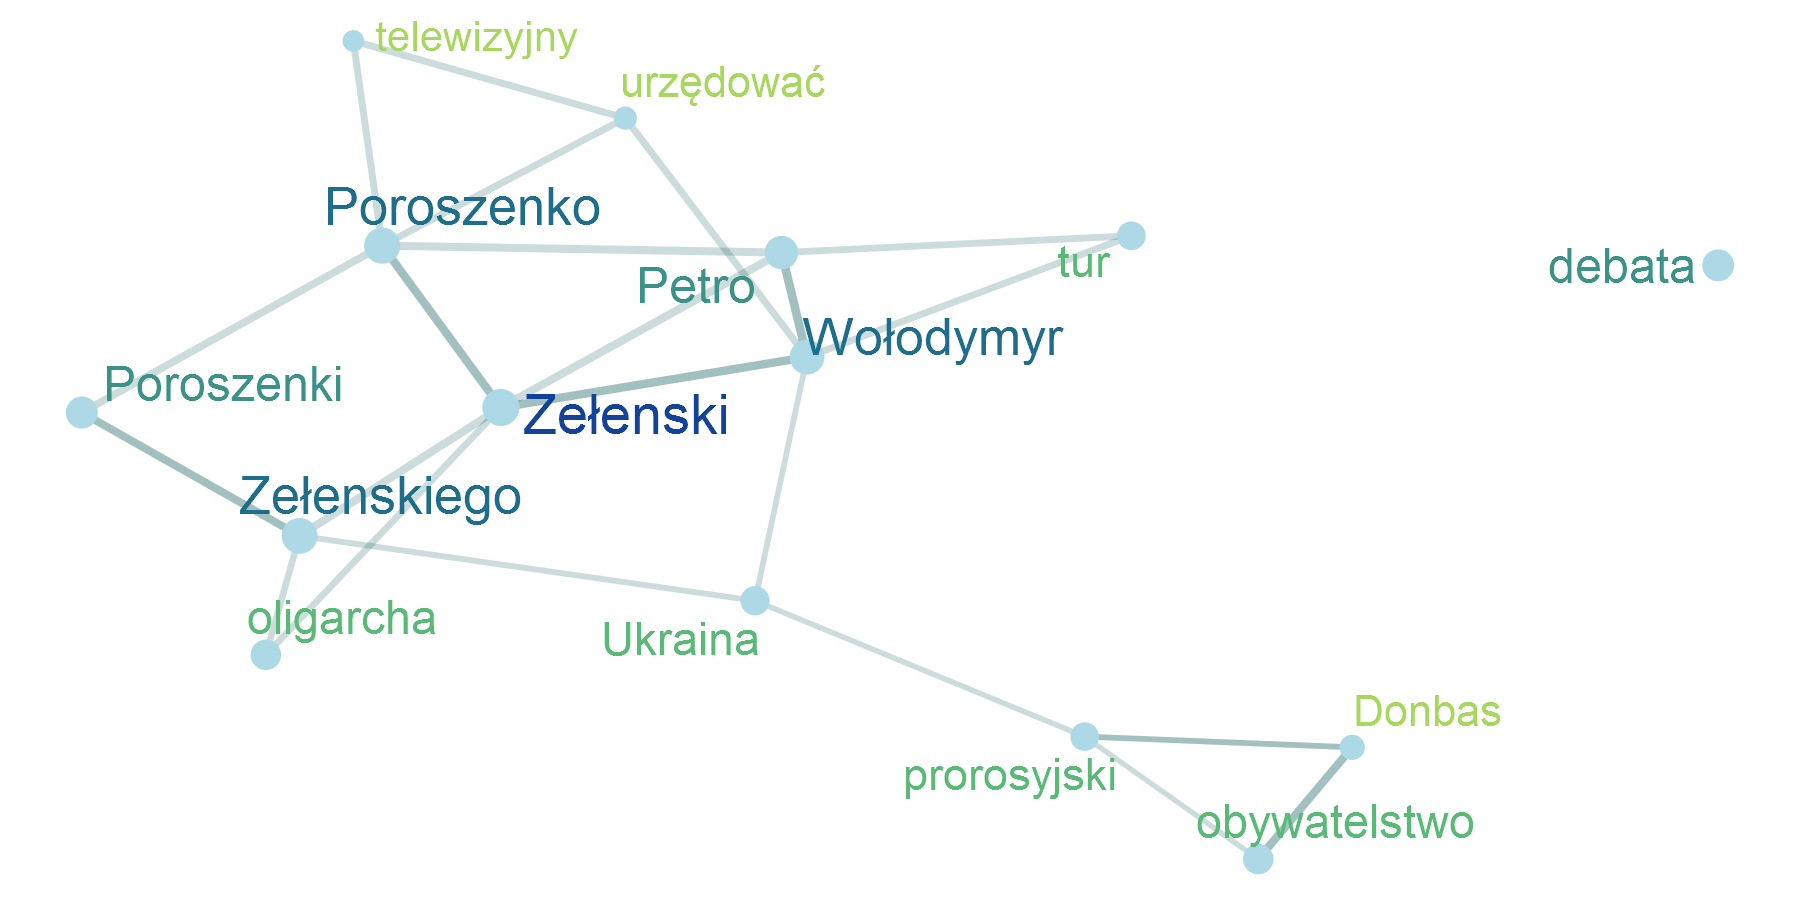 telewizyjny
urzędować
Poroszenko
Petro
tur
debata
Wołodymyr
Poroszenki
Zełenski
Zełenskiego
oligarcha
Ukraina
Donbas
prorosyjski
obywatelstwo